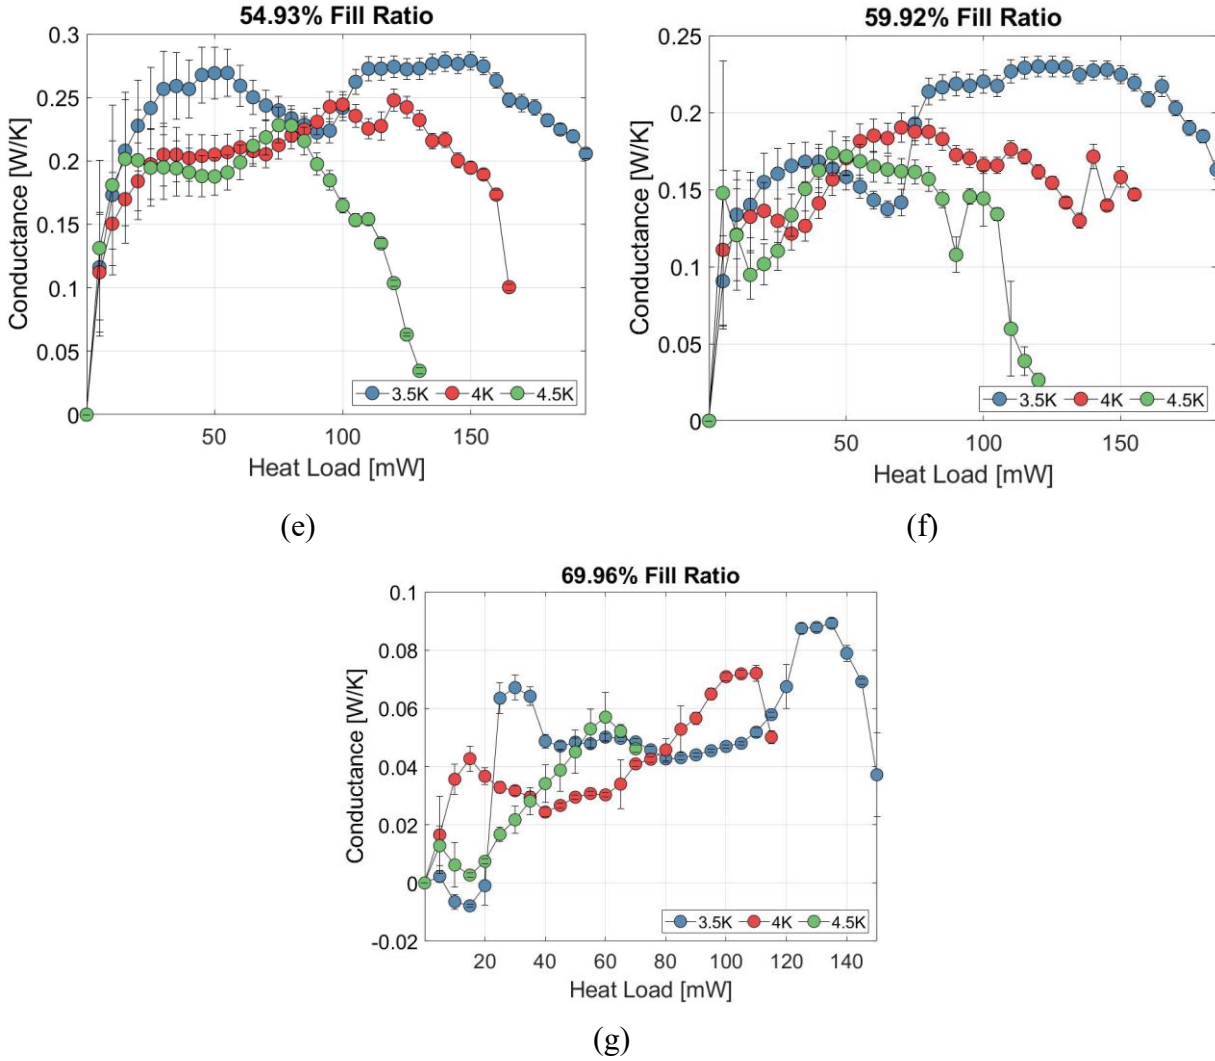 54.93% Fill Ratio
0.3
0.25
0.2
0.15
0.1
0.05
0
Conductance [W/K]
3.5K 4K 4.5K
50 100 150
Heat Load [mW]
(e)
59.92% Fill Ratio
0.25
0.2
0.15
0.1
0.05
0
Conductance [W/K]
3.5K 4K 4.5K
50 100 150
Heat Load [mW]
(f)
69.96% Fill Ratio
0.1
0.08
0.06
0.04
0.02
0
-0.02
Conductance [W/K]
3.5K 4K 4.5K
20 40 60 80 100 120 140
Heat Load [mW]
(g)